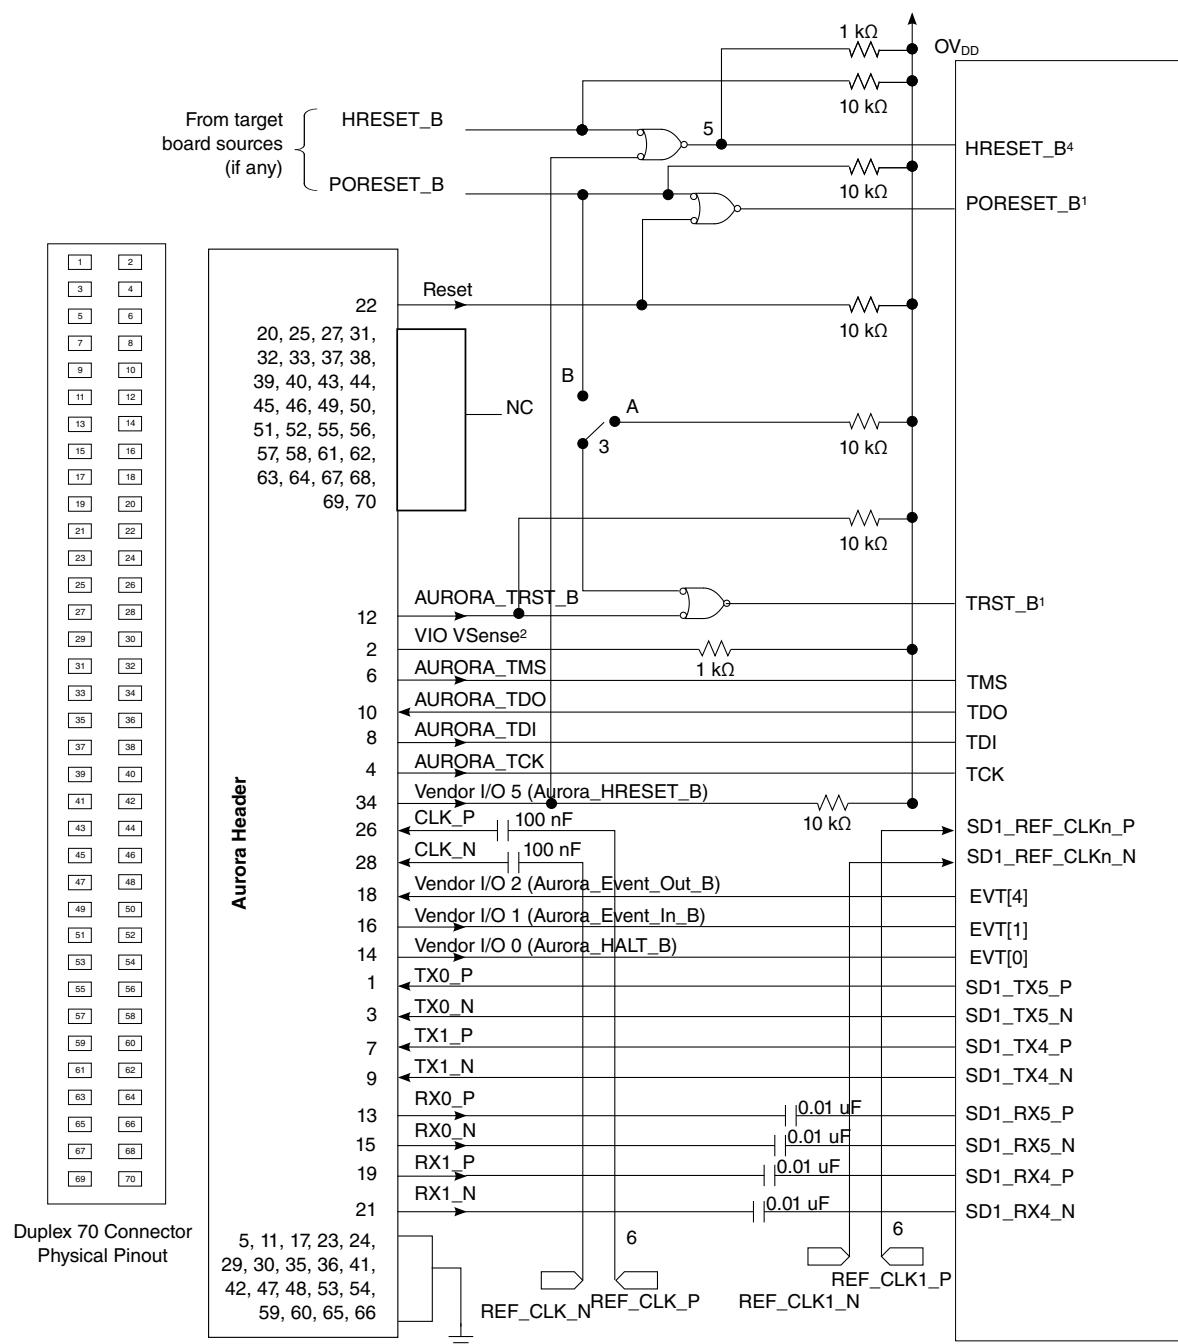 1 kΩ
OVDD
10 kΩ
From target
board sources
(if any)
HRESET_B
5
HRESET_B4
10 kΩ
PORESET_B
PORESET_B1
Reset
22
10 kΩ
20, 25, 27, 31,
32, 33, 37, 38,
39, 40, 43, 44,
45, 46, 49, 50,
51, 52, 55, 56,
57, 58, 61, 62,
63, 64, 67, 68,
69, 70
NC
B
A
3
10 kΩ
10 kΩ
12
AURORA_TRST_B
TRST_B1
2
VIO VSense2
1 kΩ
6
AURORA_TMS
TMS
10
AURORA_TDO
TDO
8
AURORA_TDI
TDI
4
AURORA_TCK
TCK
34
Vendor I/O 5 (Aurora_HRESET_B)
10 kΩ
26
CLK_P
100 nF
SD1_REF_CLKn_P
28
CLK_N
100 nF
SD1_REF_CLKn_N
18
Vendor I/O 2 (Aurora_Event_Out_B)
EVT[4]
16
Vendor I/O 1 (Aurora_Event_In_B)
EVT[1]
14
Vendor I/O 0 (Aurora_HALT_B)
EVT[0]
1
TX0_P
SD1_TX5_P
3
TX0_N
SD1_TX5_N
7
TX1_P
SD1_TX4_P
9
TX1_N
SD1_TX4_N
13
RX0_P
0.01 uF
SD1_RX5_P
15
RX0_N
0.01 uF
SD1_RX5_N
19
RX1_P
0.01 uF
SD1_RX4_P
21
RX1_N
0.01 uF
SD1_RX4_N
5, 11, 17, 23, 24,
29, 30, 35, 36, 41,
42, 47, 48, 53, 54,
59, 60, 65, 66
6
6
REF_CLK_N
REF_CLK_P
REF_CLK1_N
REF_CLK1_P
Aurora Header
1 2
3 4
5 6
7 8
9 10
11 12
13 14
15 16
17 18
19 20
21 22
23 24
25 26
27 28
29 30
31 32
33 34
35 36
37 38
39 40
41 42
43 44
45 46
47 48
49 50
51 52
53 54
55 56
57 58
59 60
61 62
63 64
65 66
67 68
69 70
Duplex 70 Connector
Physical Pinout